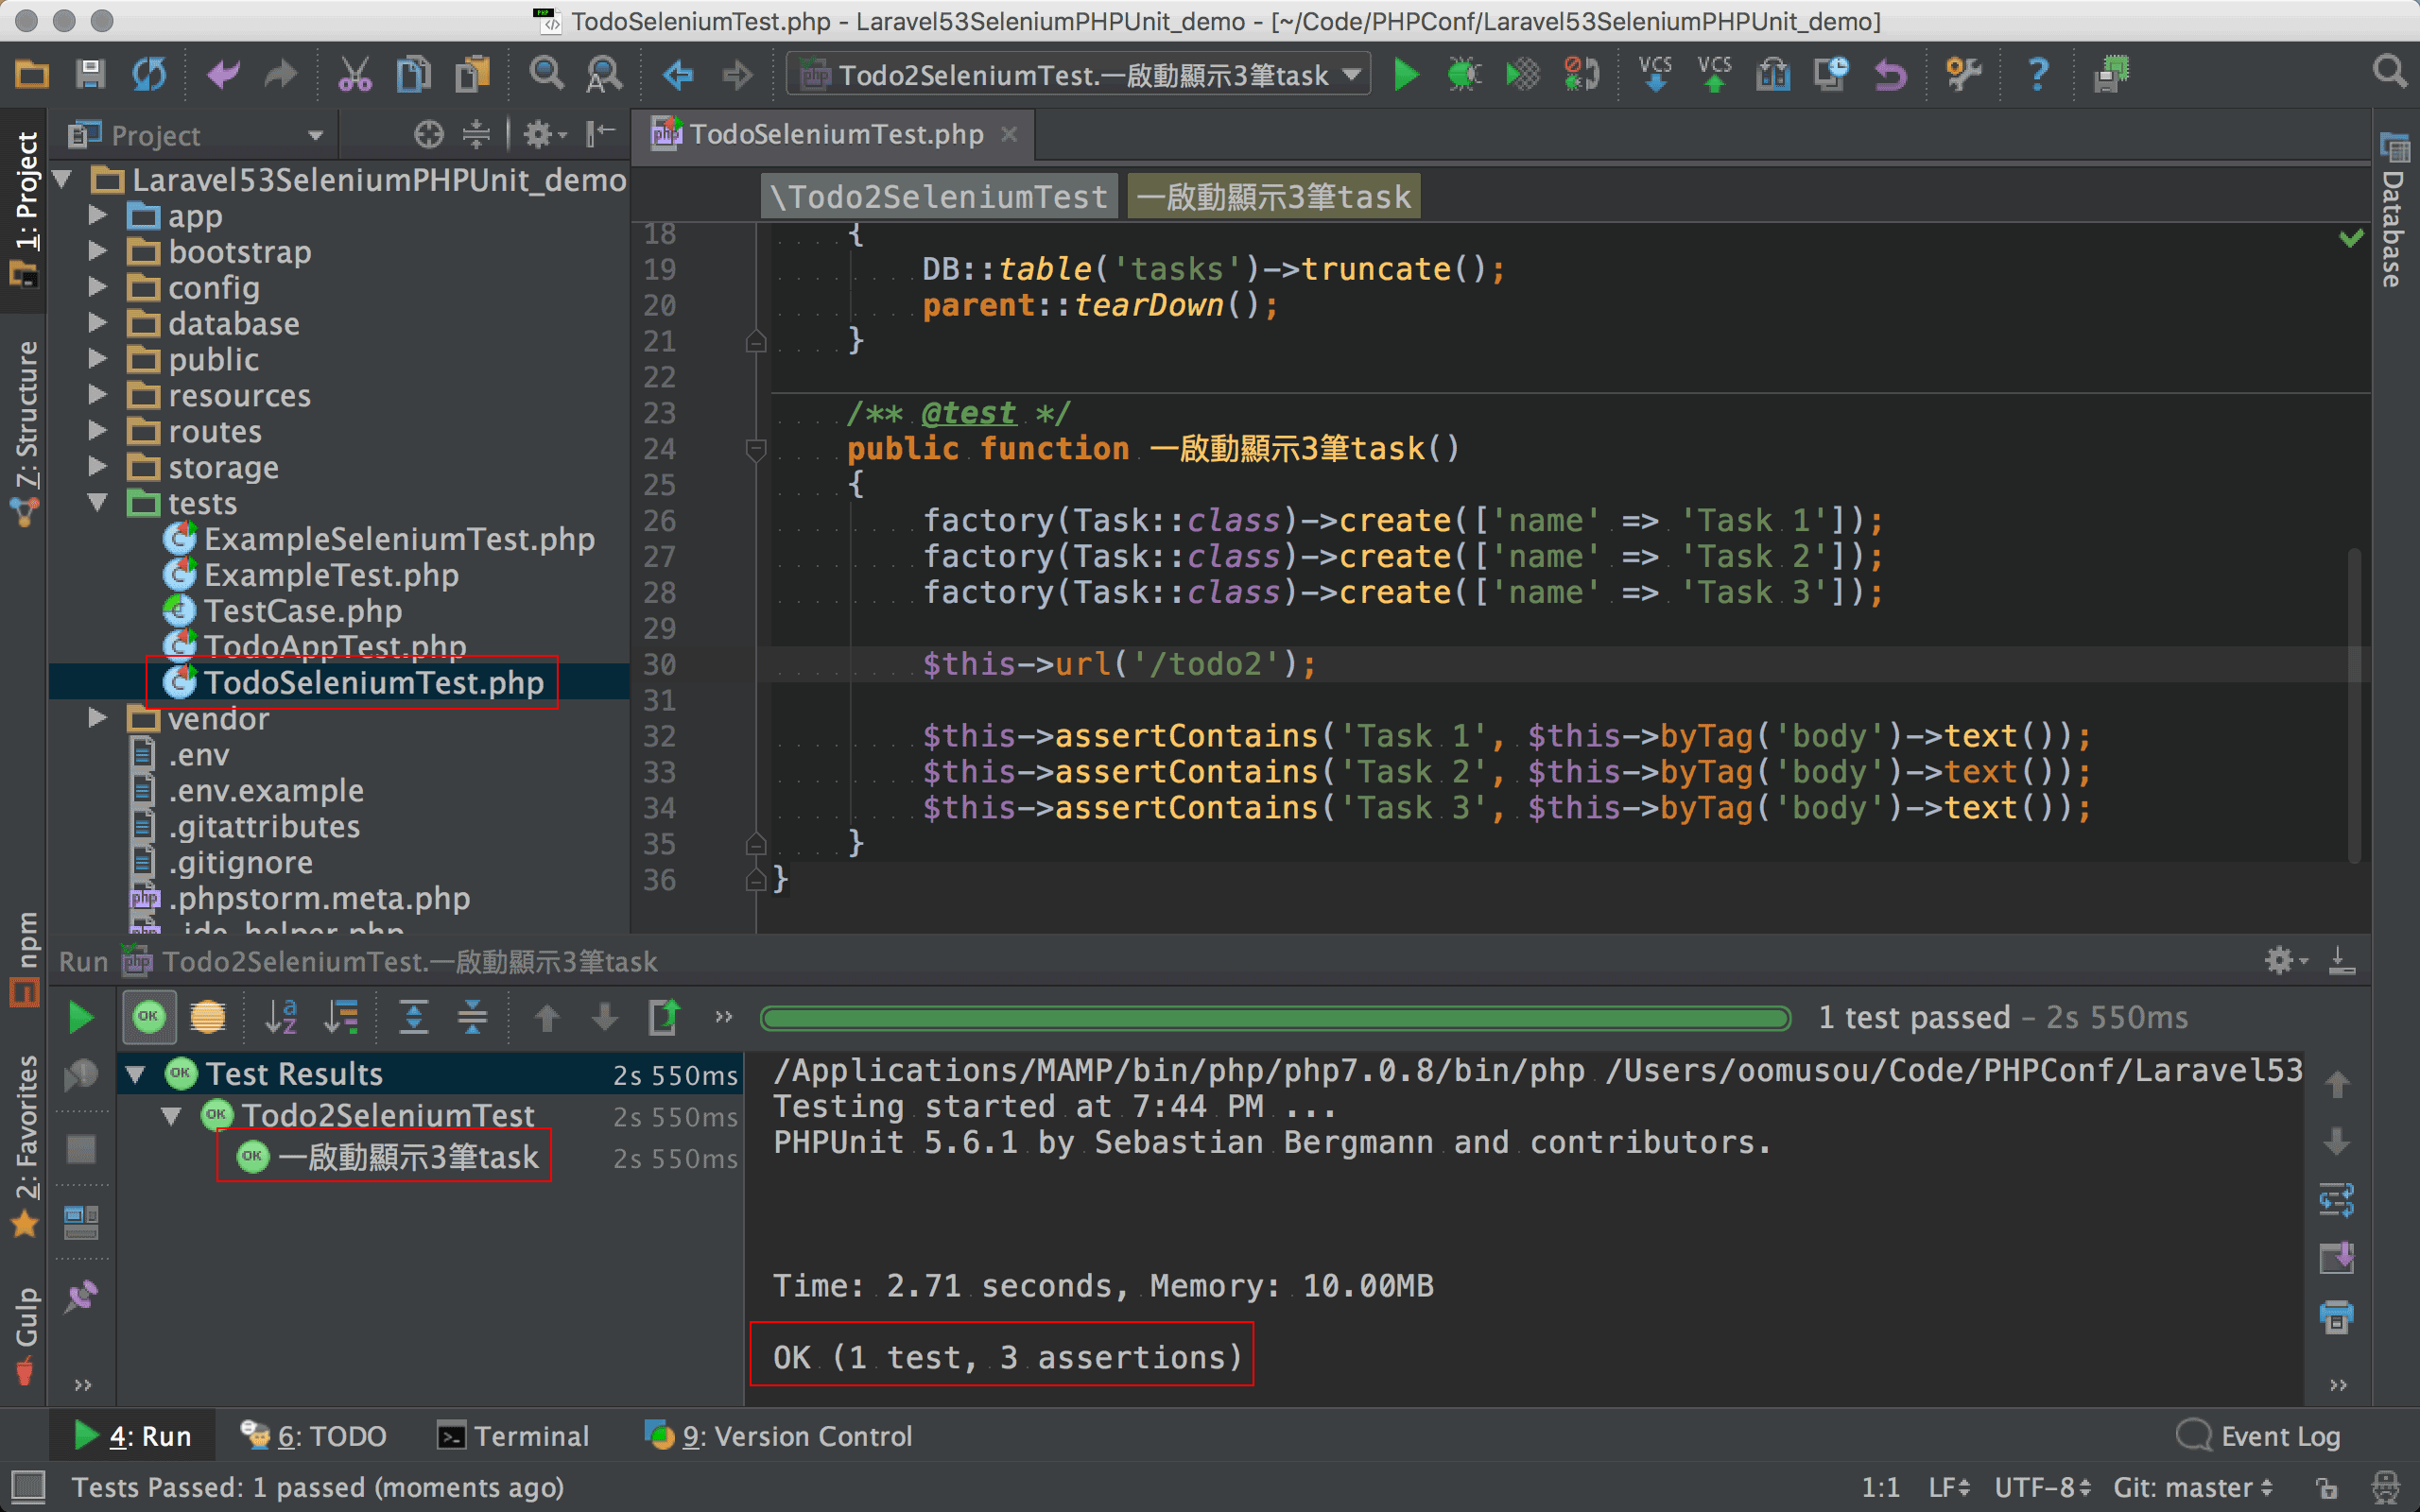 TodoSeleniumTest.php - Laravel53SeleniumPHPUnit_demo - [~/Code/PHPConf/Laravel53SeleniumPHPUnit_demo]
Todo2SeleniumTest.一啟動顯示3筆task
VCS
VCS
1: Project
7: Structure
npm
2: Favorites
Gulp
Project
Laravel53SeleniumPHPUnit_demo
app
bootstrap
config
database
public
resources
routes
storage
tests
ExampleSeleniumTest.php
ExampleTest.php
TestCase.php
TodoAppTest.php
TodoSeleniumTest.php
vendor
.env
.env.example
.gitattributes
.gitignore
.phpstorm.meta.php
_ide_helper.php
TodoSeleniumTest.php
\Todo2SeleniumTest 一啟動顯示3筆task
18 {
19 DB::table('tasks')->truncate();
20 parent::tearDown();
21 }
22
23 /** @test */
24 public function 一啟動顯示3筆task()
25 {
26 factory(Task::class)->create(['name' => 'Task 1']);
27 factory(Task::class)->create(['name' => 'Task 2']);
28 factory(Task::class)->create(['name' => 'Task 3']);
29
30 $this->url('/todo2');
31
32 $this->assertContains('Task 1', $this->byTag('body')->text());
33 $this->assertContains('Task 2', $this->byTag('body')->text());
34 $this->assertContains('Task 3', $this->byTag('body')->text());
35 }
36 }
Database
Run Todo2SeleniumTest.一啟動顯示3筆task
1 test passed – 2s 550ms
OK Test Results 2s 550ms
OK Todo2SeleniumTest 2s 550ms
OK 一啟動顯示3筆task 2s 550ms
/Applications/MAMP/bin/php/php7.0.8/bin/php /Users/oomusou/Code/PHPConf/Laravel53
Testing started at 7:44 PM ...
PHPUnit 5.6.1 by Sebastian Bergmann and contributors.
Time: 2.71 seconds, Memory: 10.00MB
OK (1 test, 3 assertions)
4: Run 6: TODO Terminal 9: Version Control Event Log
Tests Passed: 1 passed (moments ago) 1:1 LF UTF-8 Git: master